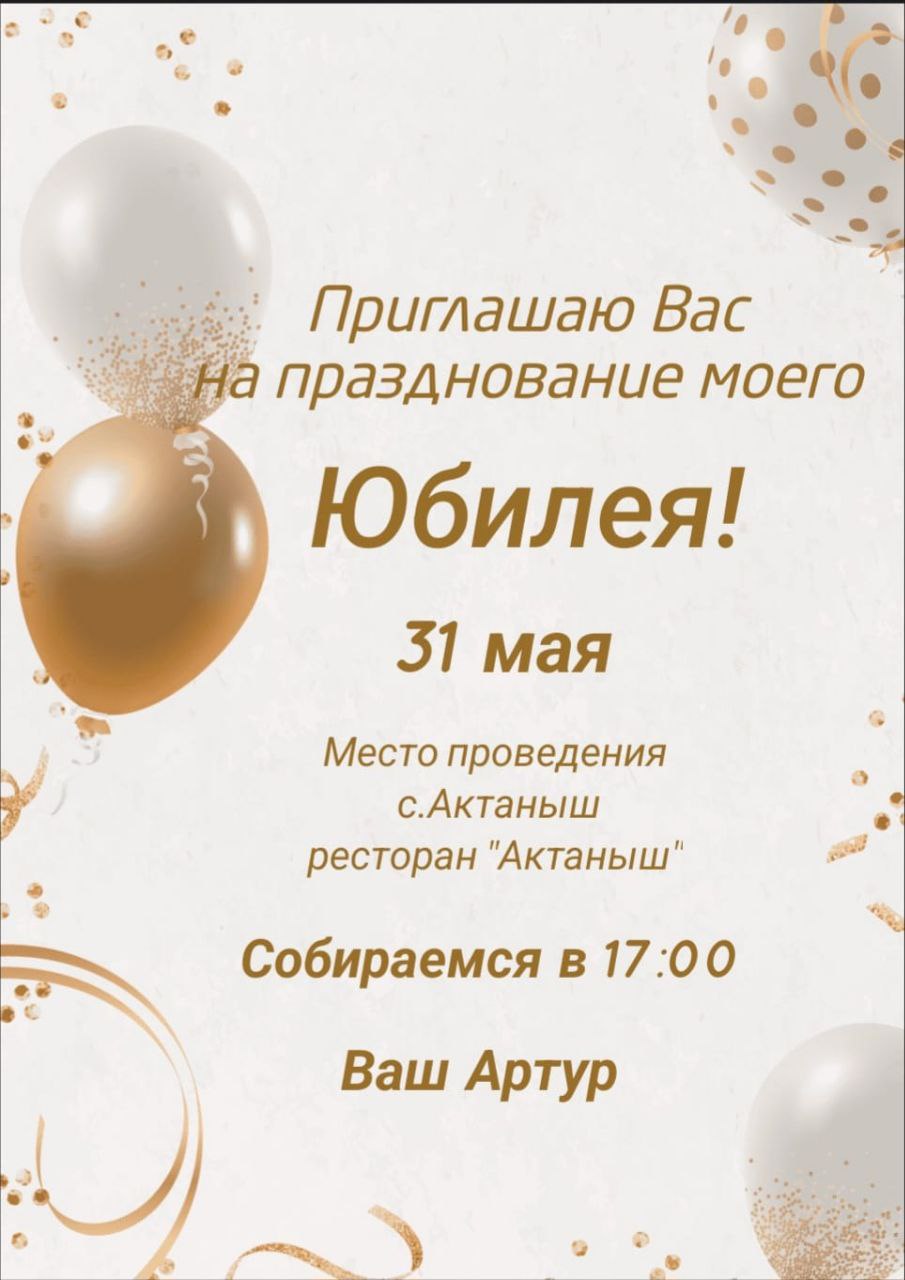 Приглашаю Вас
на празднование моего
Юбилея!
31 мая
Место проведения
с.Актаныш
ресторан "Актаныш"
Собираемся в 17:00
Ваш Артур